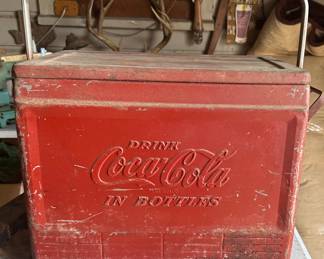 DRINK
Coca-Cola
IN BOTTLES